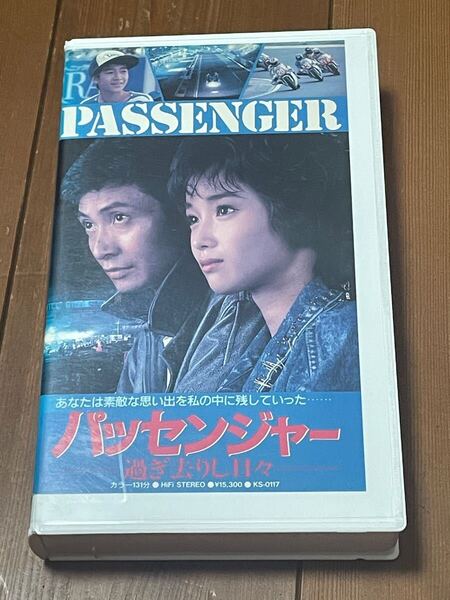 RA
PASSENGER
あなたは素敵な思い出を私の中に残していった……
パッセンジャー
過ぎ去りし日々
カラー131分●HiFi STEREO●¥15,300●KS-0117